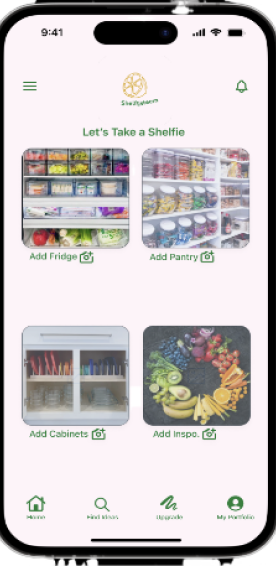 9:41
Let's Take a Shelfie
Add Fridge
Add Pantry
Add Cabinets
Add Inspo.
Home
Find Ideas
Upgrade
My Portfolio